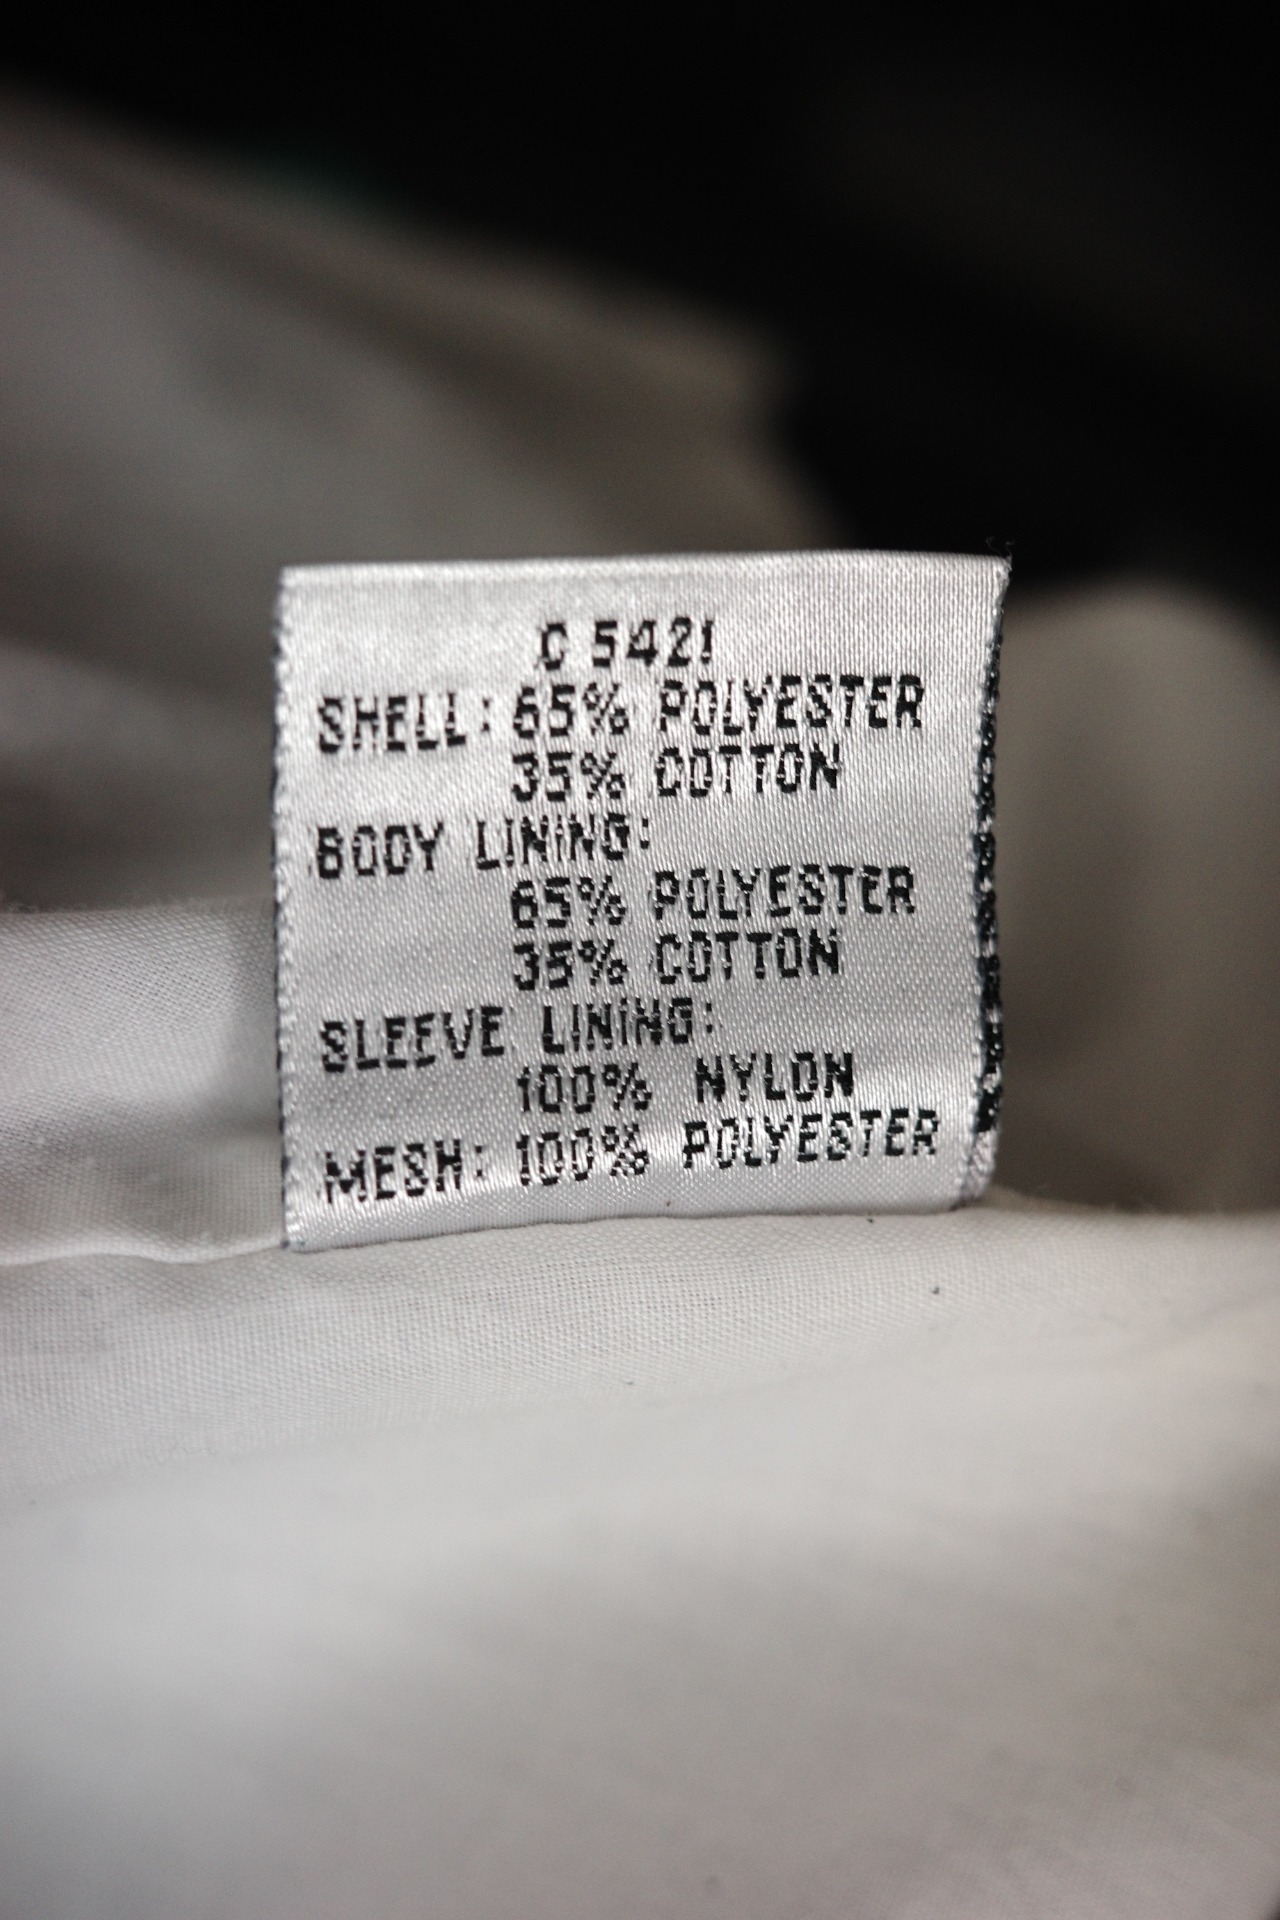 C 5421
SHELL: 65% POLYESTER
35% COTTON
BODY LINING:
65% POLYESTER
35% COTTON
SLEEVE LINING:
100% NYLON
MESH: 100% POLYESTER